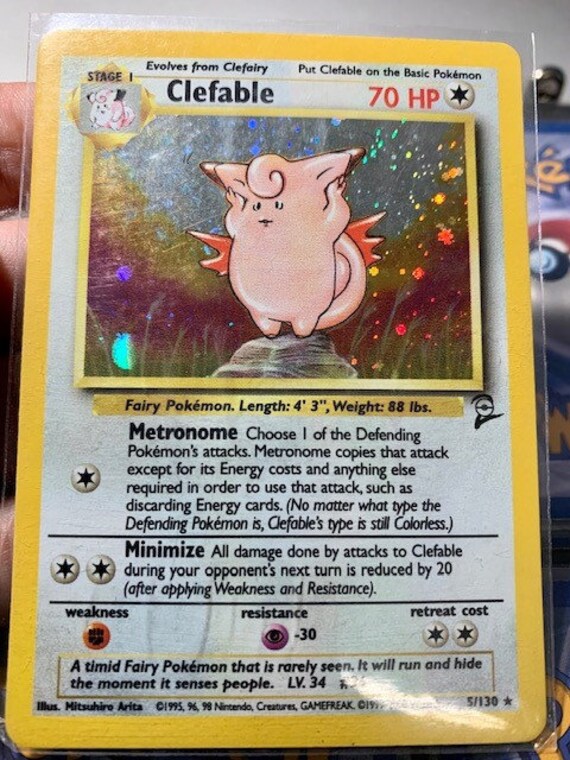 Evolves from Clefairy Put Clefable on the Basic Pokémon
STAGE 1
Clefable 70 HP
Fairy Pokémon. Length: 4' 3", Weight: 88 lbs.
Metronome Choose 1 of the Defending
Pokémon's attacks. Metronome copies that attack
except for its Energy costs and anything else
required in order to use that attack, such as
discarding Energy cards. (No matter what type the
Defending Pokémon is, Clefable's type is still Colorless.)
Minimize All damage done by attacks to Clefable
during your opponent's next turn is reduced by 20
(after applying Weakness and Resistance).
weakness resistance retreat cost
-30
A timid Fairy Pokémon that is rarely seen. It will run and hide
the moment it senses people. LV. 34
Illus. Mitsuhiro Arita ©1995, 96, 98 Nintendo, Creatures, GAMEFREAK. 5/130 ★